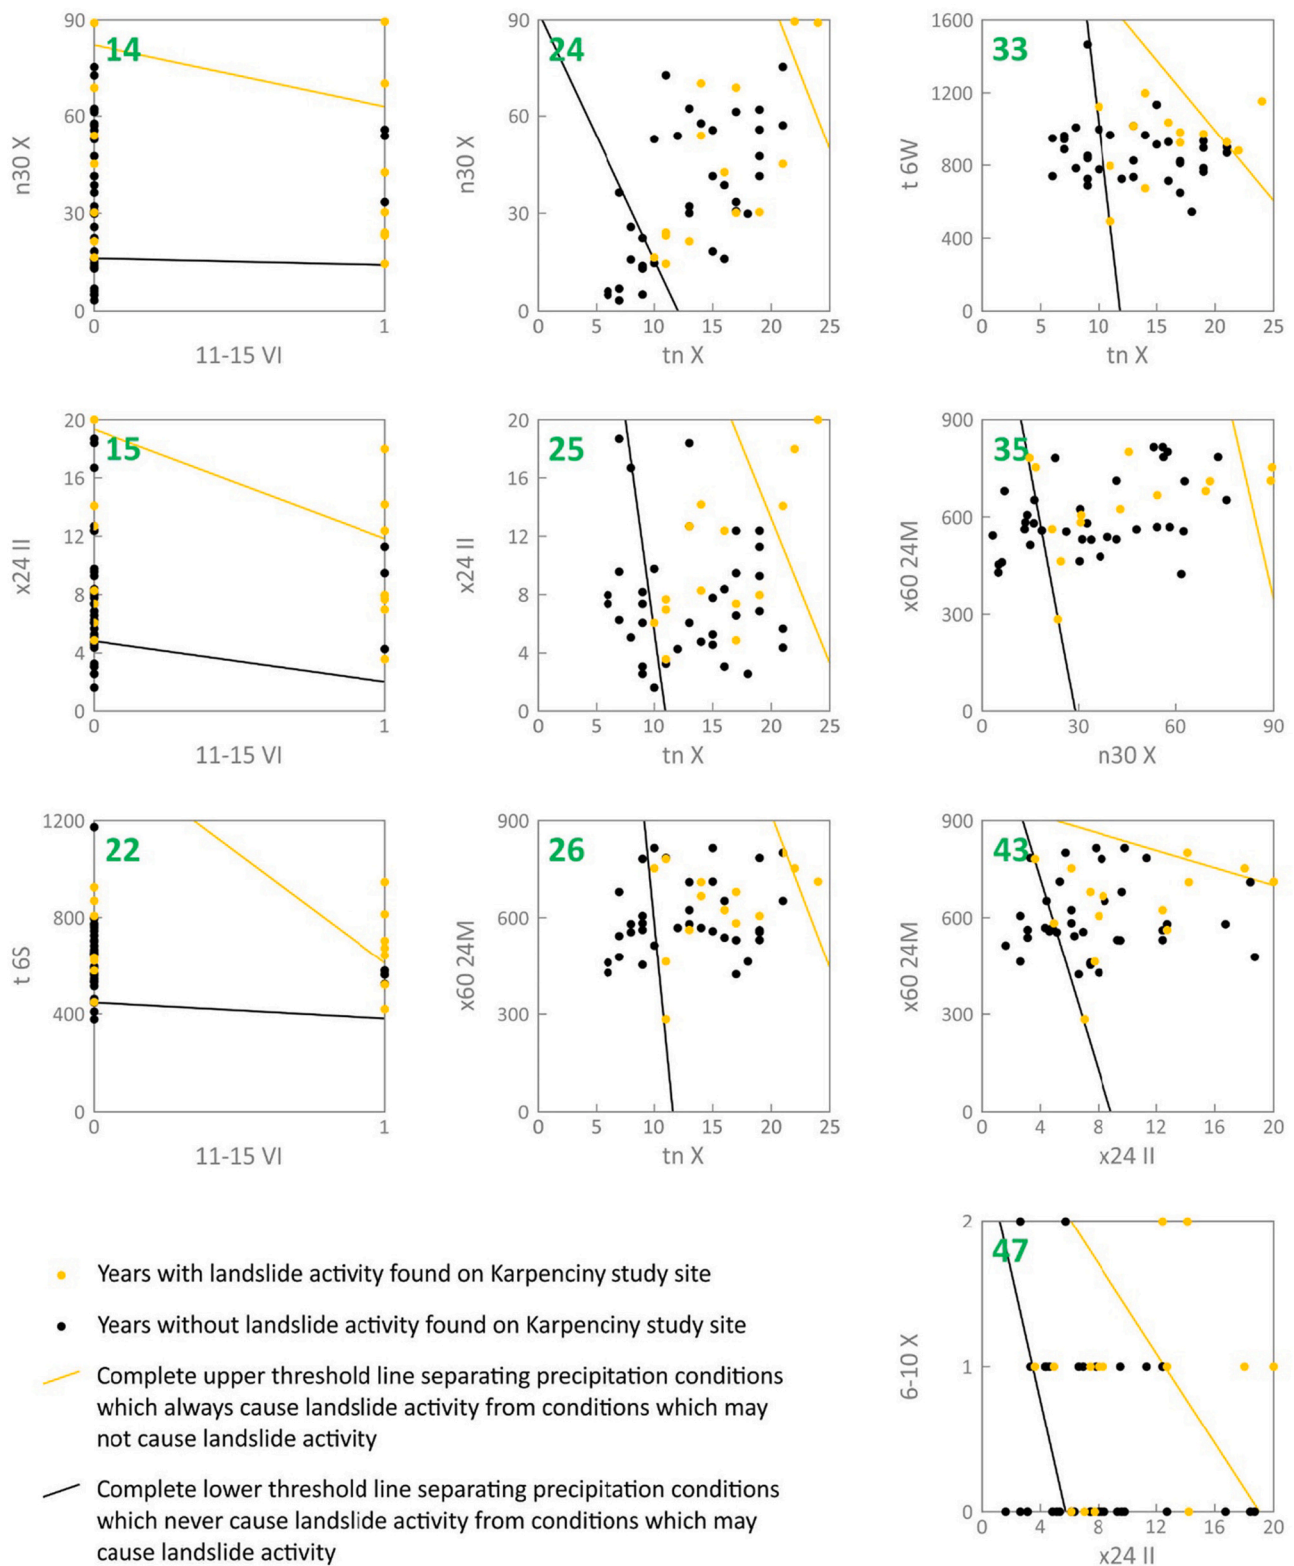 90
60
30
0
n30 X
14
0
1
11-15 VI
90
60
30
0
n30 X
24
0 5 10 15 20 25
tn X
1600
1200
800
400
0
t 6W
33
0 5 10 15 20 25
tn X
20
16
12
8
4
0
x24 II
15
0
1
11-15 VI
20
16
12
8
4
0
x24 II
25
0 5 10 15 20 25
tn X
900
600
300
0
x60 24M
35
0 30 60 90
n30 X
1200
800
400
0
t 6S
22
0
1
11-15 VI
900
600
300
0
x60 24M
26
0 5 10 15 20 25
tn X
900
600
300
0
x60 24M
43
0 4 8 12 16 20
x24 II
2
1
0
6-10 X
47
0 4 8 12 16 20
x24 II
Years with landslide activity found on Karpenciny study site
Years without landslide activity found on Karpenciny study site
Complete upper threshold line separating precipitation conditions
which always cause landslide activity from conditions which may
not cause landslide activity
Complete lower threshold line separating precipitation conditions
which never cause landslide activity from conditions which may
cause landslide activity